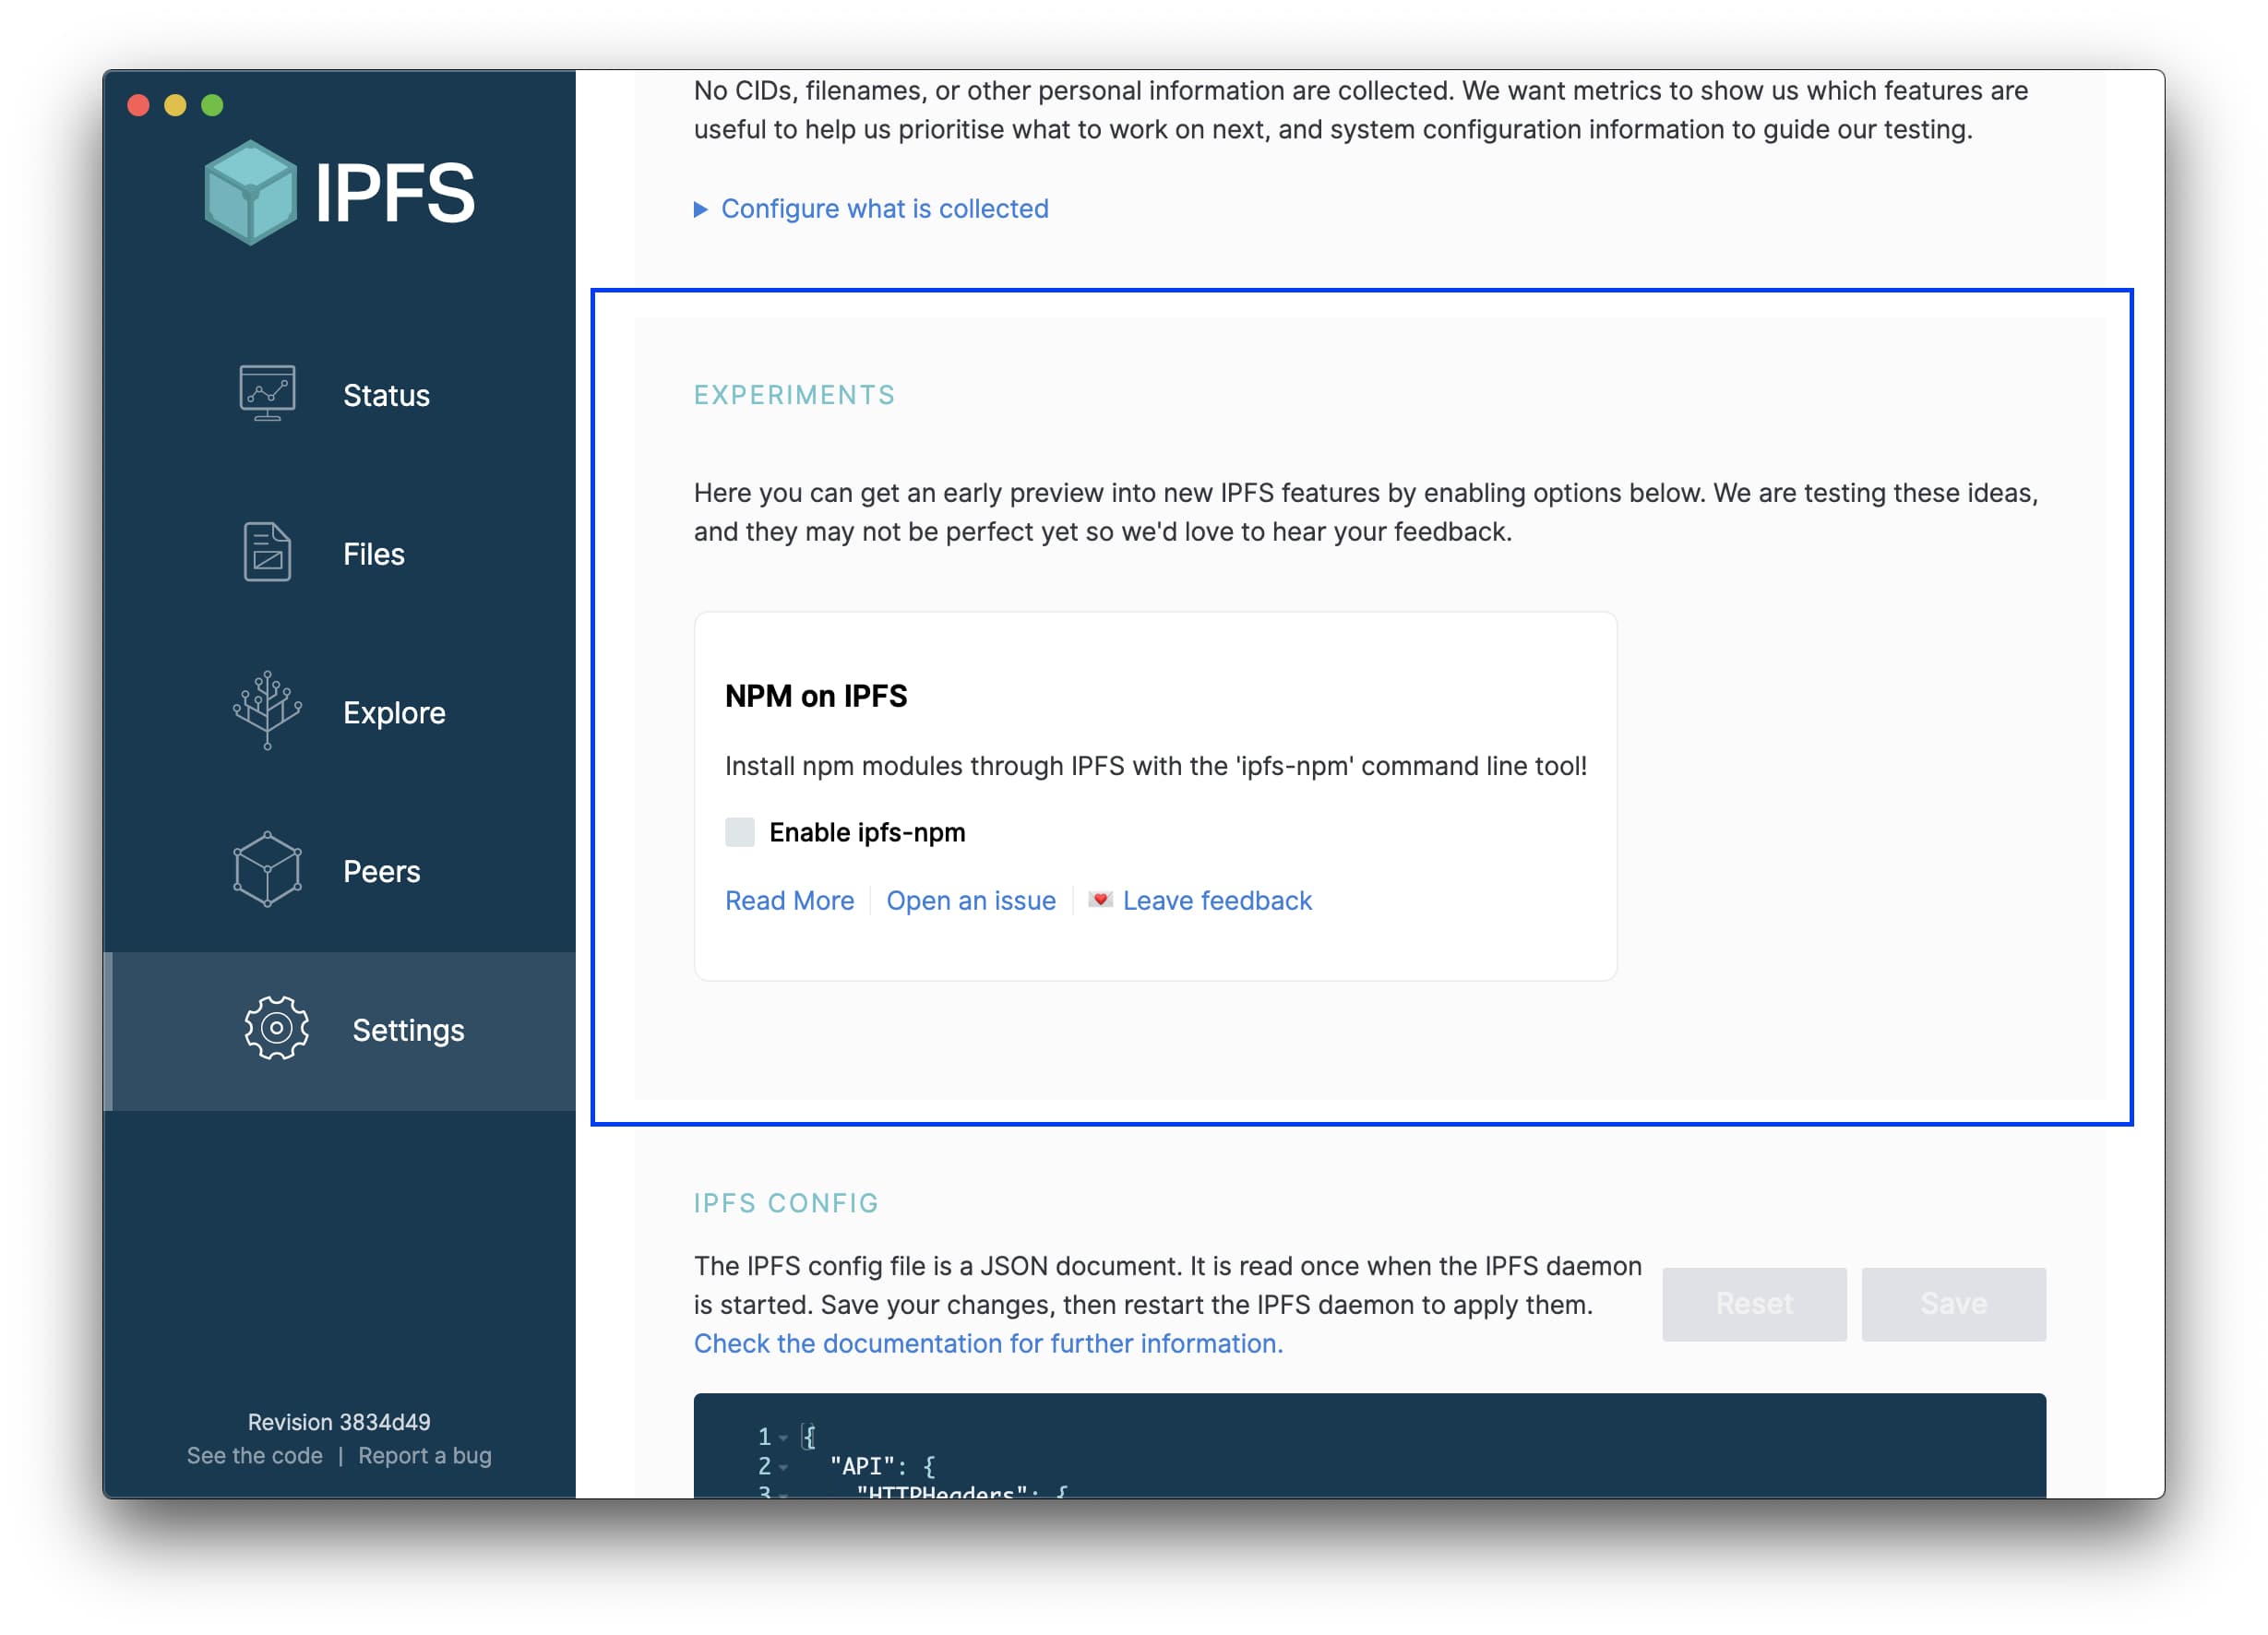 IPFS
Status
Files
Explore
Peers
Settings
Revision 3834d49
See the code | Report a bug
No CIDs, filenames, or other personal information are collected. We want metrics to show us which features are
useful to help us prioritise what to work on next, and system configuration information to guide our testing.
▶ Configure what is collected
EXPERIMENTS
Here you can get an early preview into new IPFS features by enabling options below. We are testing these ideas,
and they may not be perfect yet so we'd love to hear your feedback.
NPM on IPFS
Install npm modules through IPFS with the 'ipfs-npm' command line tool!
Enable ipfs-npm
Read More | Open an issue | 💌 Leave feedback
IPFS CONFIG
The IPFS config file is a JSON document. It is read once when the IPFS daemon
is started. Save your changes, then restart the IPFS daemon to apply them.
Check the documentation for further information.
Reset Save
1 {
2 "API": {
3 "HTTPHeaders": {